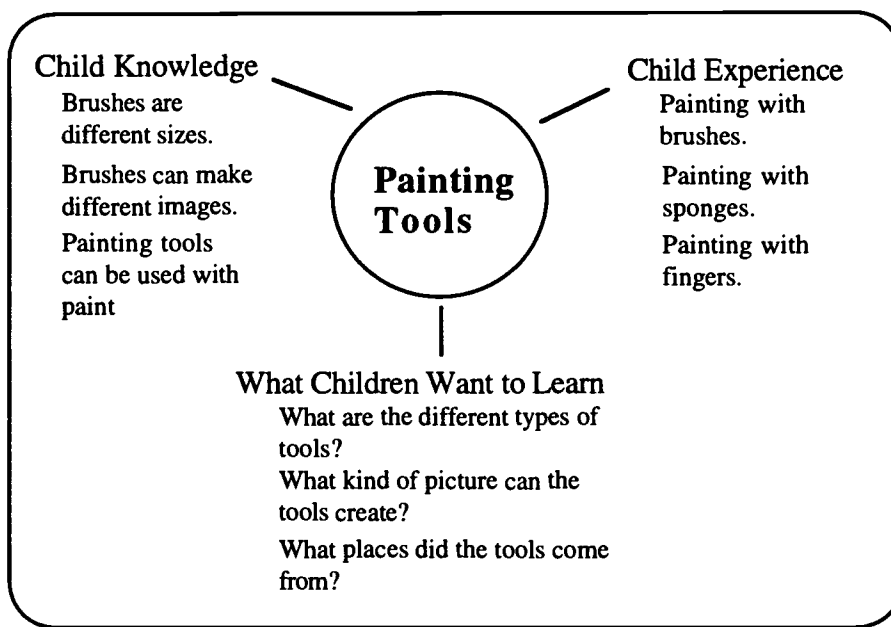 Child Knowledge
Brushes are
different sizes.
Brushes can make
different images.
Painting tools
can be used with
paint
Painting
Tools
Child Experience
Painting with
brushes.
Painting with
sponges.
Painting with
fingers.
What Children Want to Learn
What are the different types of
tools?
What kind of picture can the
tools create?
What places did the tools come
from?